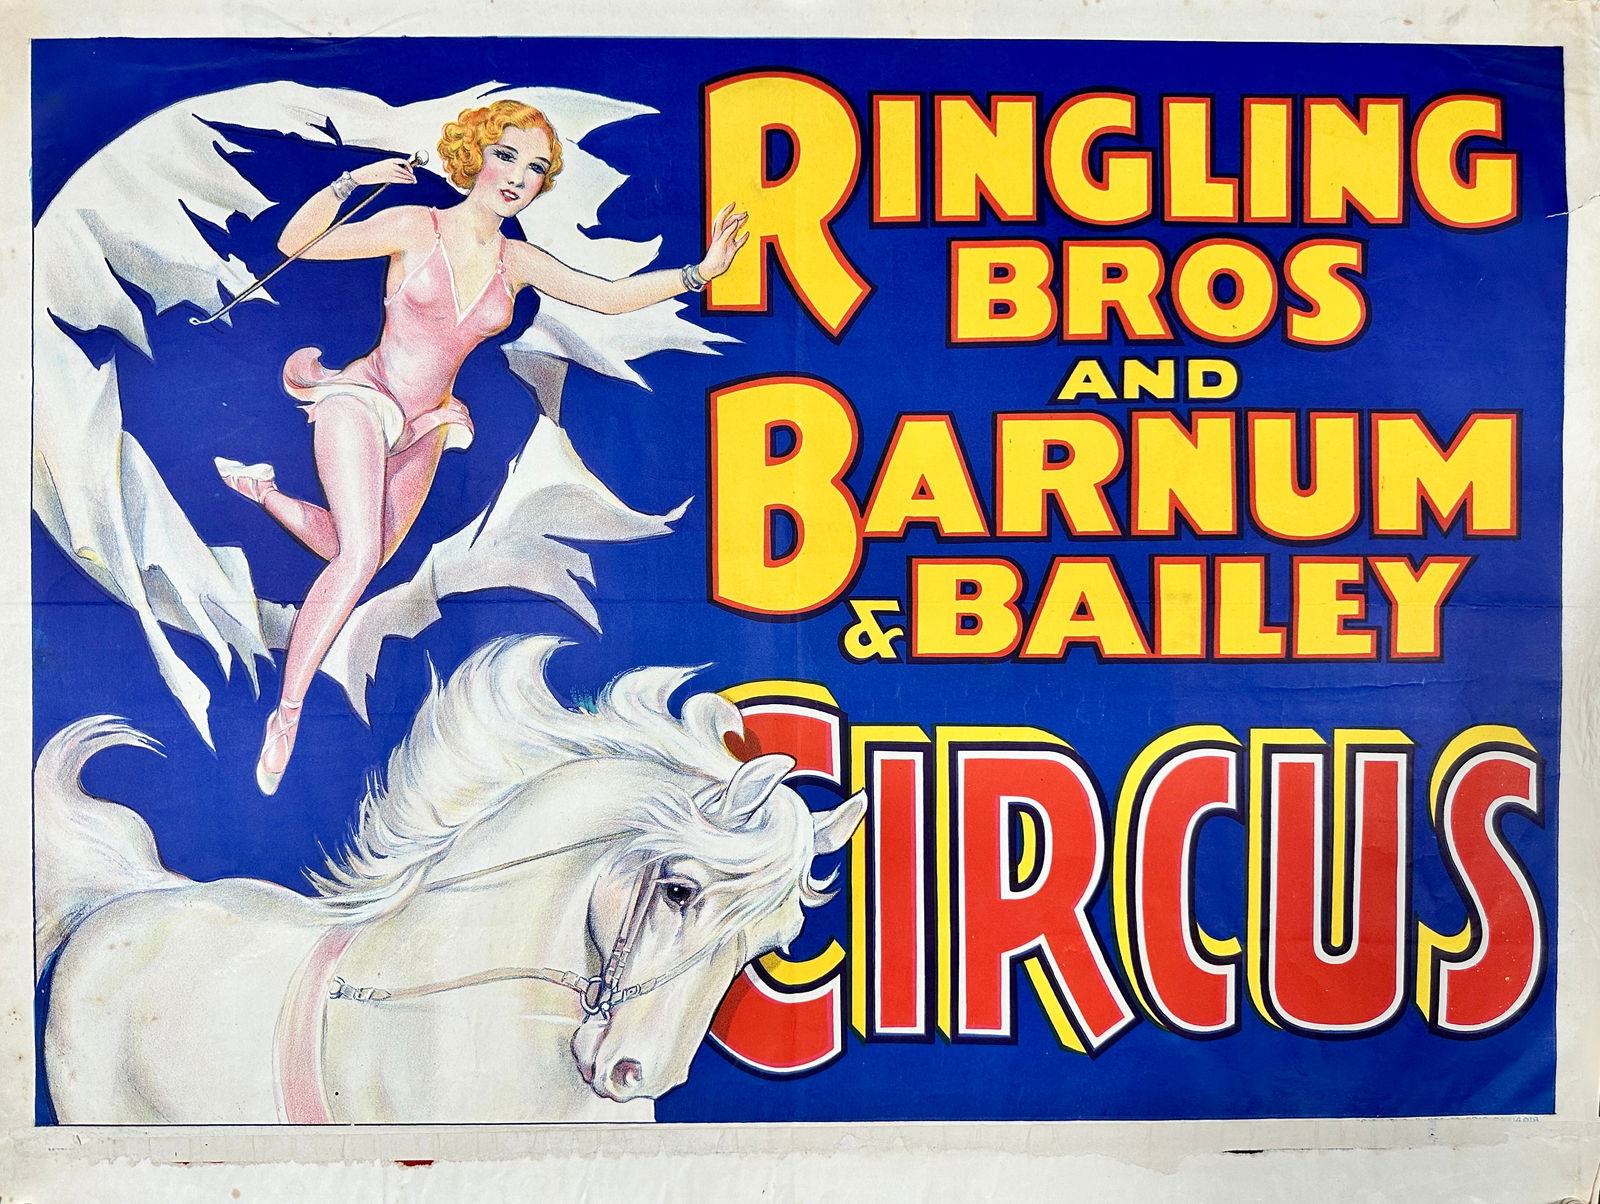 RINGLING
BROS
AND
BARNUM
& BAILEY
CIRCUS